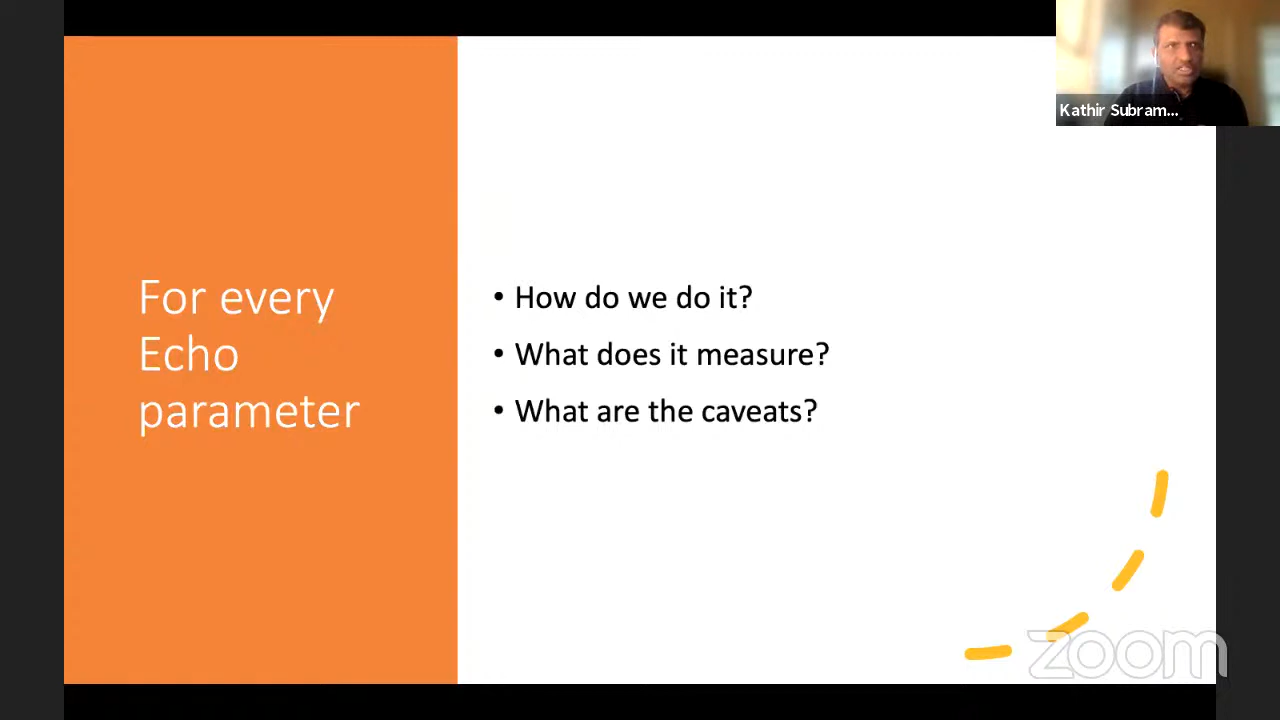 Kathir Subram...
For every
Echo
parameter
• How do we do it?
• What does it measure?
• What are the caveats?
zoom